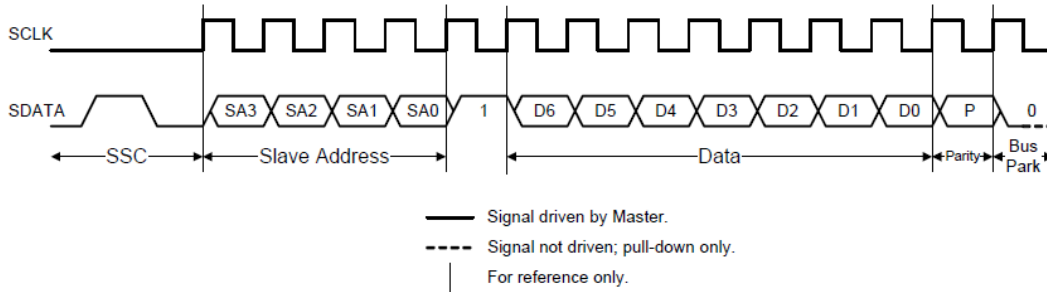 SCLK
SDATA SA3 SA2 SA1 SA0 1 D6 D5 D4 D3 D2 D1 D0 P 0
SSC Slave Address Data Parity Bus Park
Signal driven by Master.
Signal not driven; pull-down only.
For reference only.